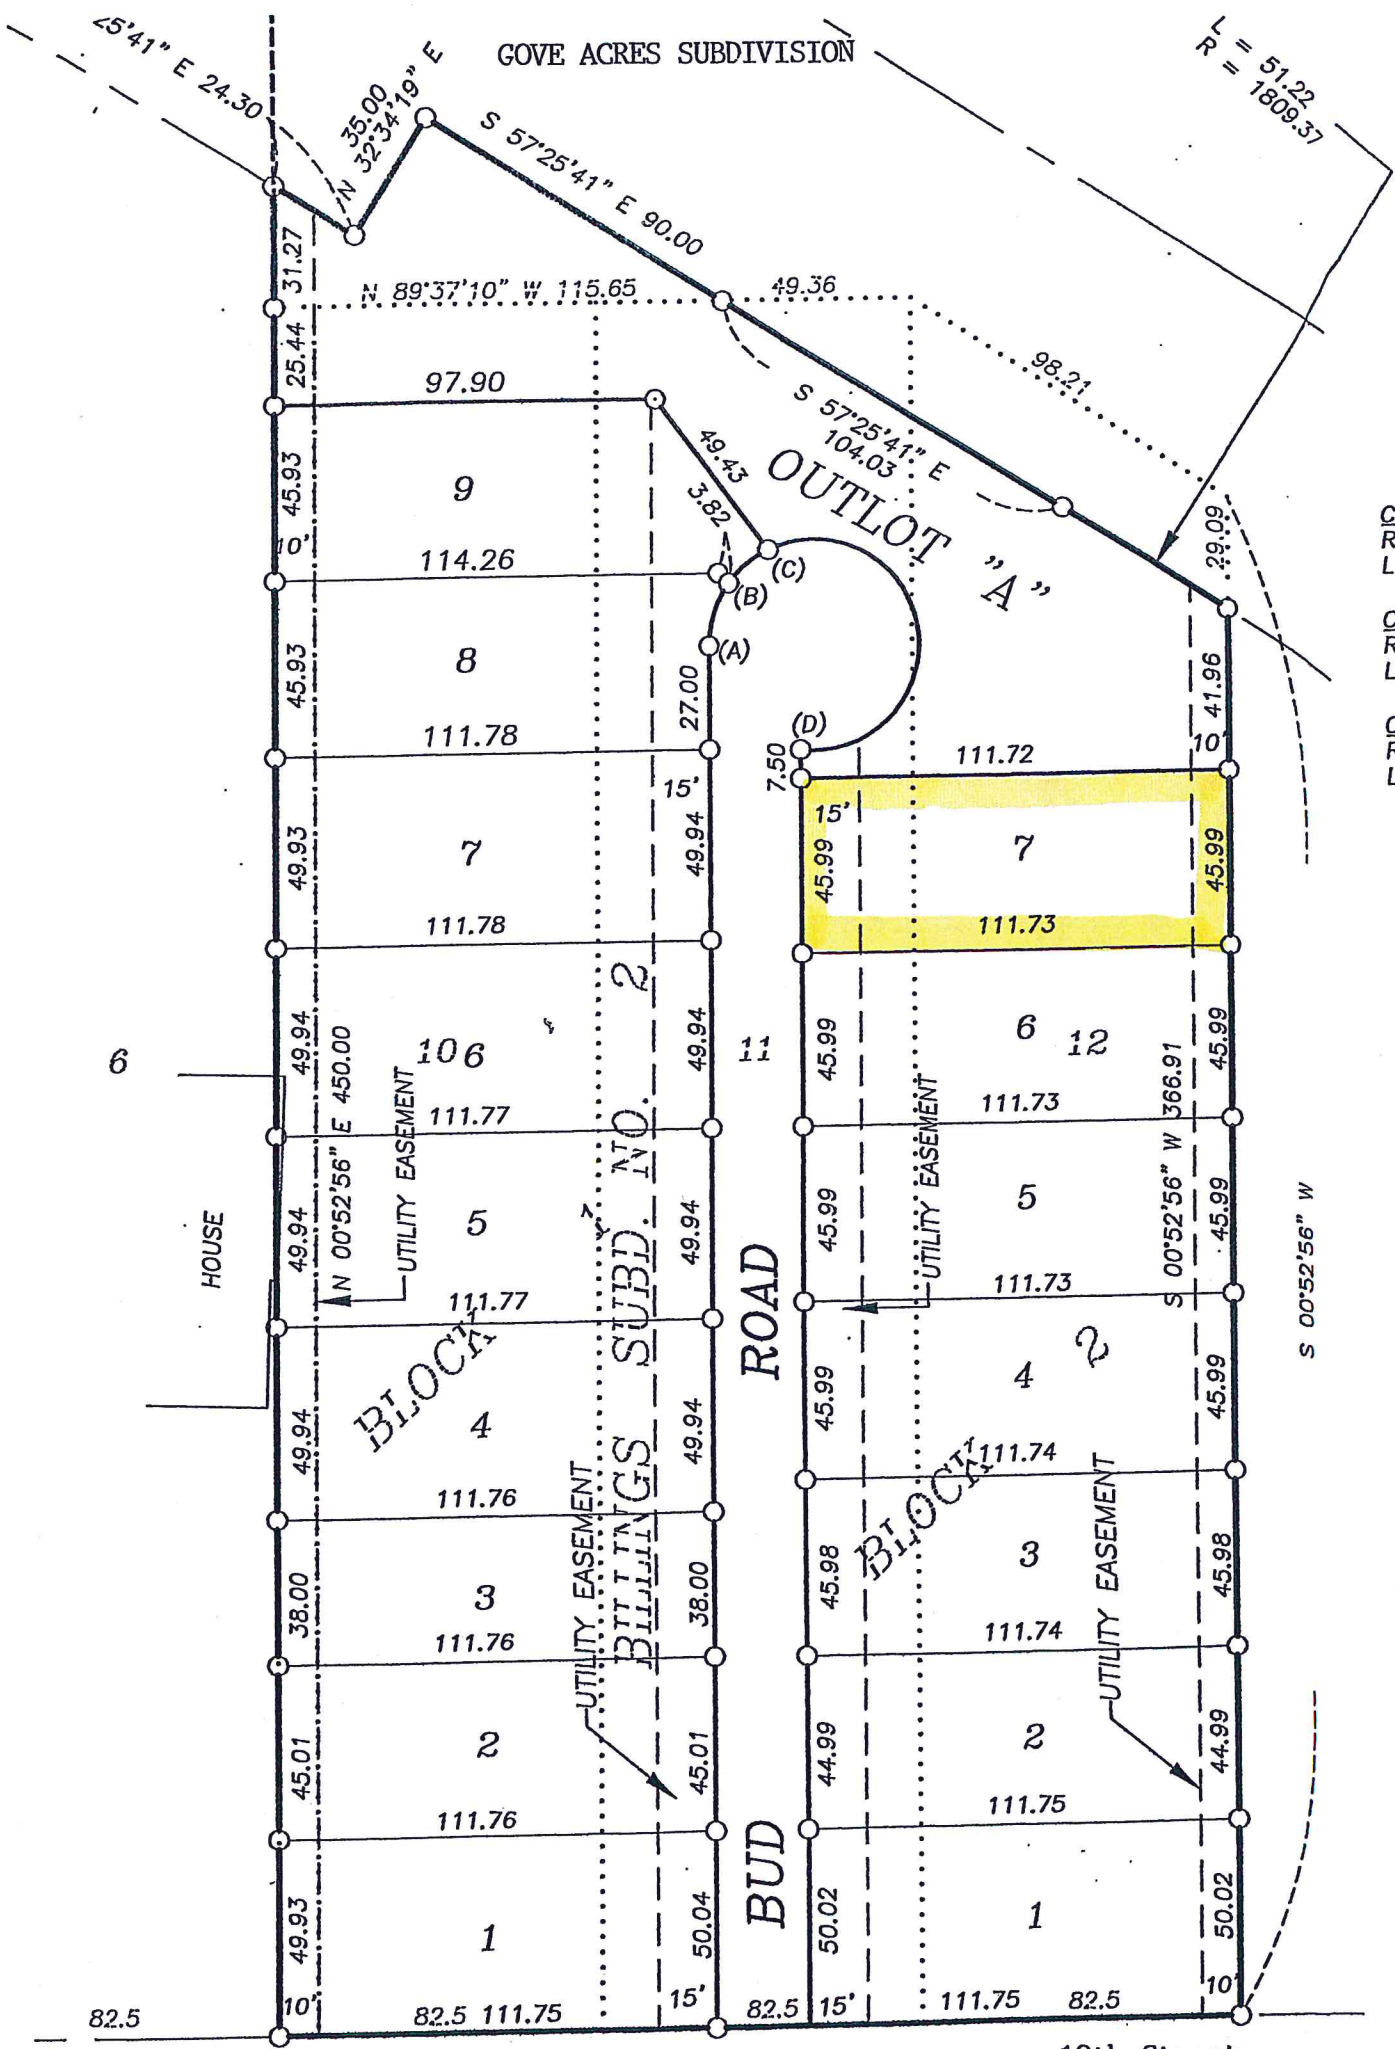 GOVE ACRES SUBDIVISION
25'41" E 24.30
35.00
N 32°34'19" E
S 57°25'41" E 90.00
L = 51.22
R = 1809.37
31.27
N 89°37'10" W 115.65
49.36
98.21
25.44
97.90
S 57°25'41" E
104.03
OUTLOT "A"
49.43
3.82
45.93
9
10'
114.26
(C)
(B)
(A)
29.09
R
L
R
L
R
L
45.93
8
27.00
41.96
111.78
(D)
7.50
111.72
10'
15'
15'
49.93
7
49.94
45.99
7
45.99
111.78
111.73
6
49.94
N 00°52'56" E 450.00
10 6
49.94
11
45.99
6
12
45.99
S 00°52'56" W 366.91
UTILITY EASEMENT
111.77
UTILITY EASEMENT
111.73
HOUSE
49.94
5
49.94
45.99
5
45.99
S 00°52'56" W
111.77
111.73
BLOCK 1
BILLINGS SUBD. NO. 2
BUD ROAD
BLOCK 2
49.94
4
49.94
45.99
4
45.99
111.76
111.74
38.00
3
38.00
45.98
3
45.98
UTILITY EASEMENT
UTILITY EASEMENT
111.76
111.74
45.01
2
45.01
44.99
2
44.99
111.76
111.75
49.93
1
50.04
50.02
1
50.02
82.5
10'
82.5
111.75
15'
82.5
15'
111.75
82.5
10'